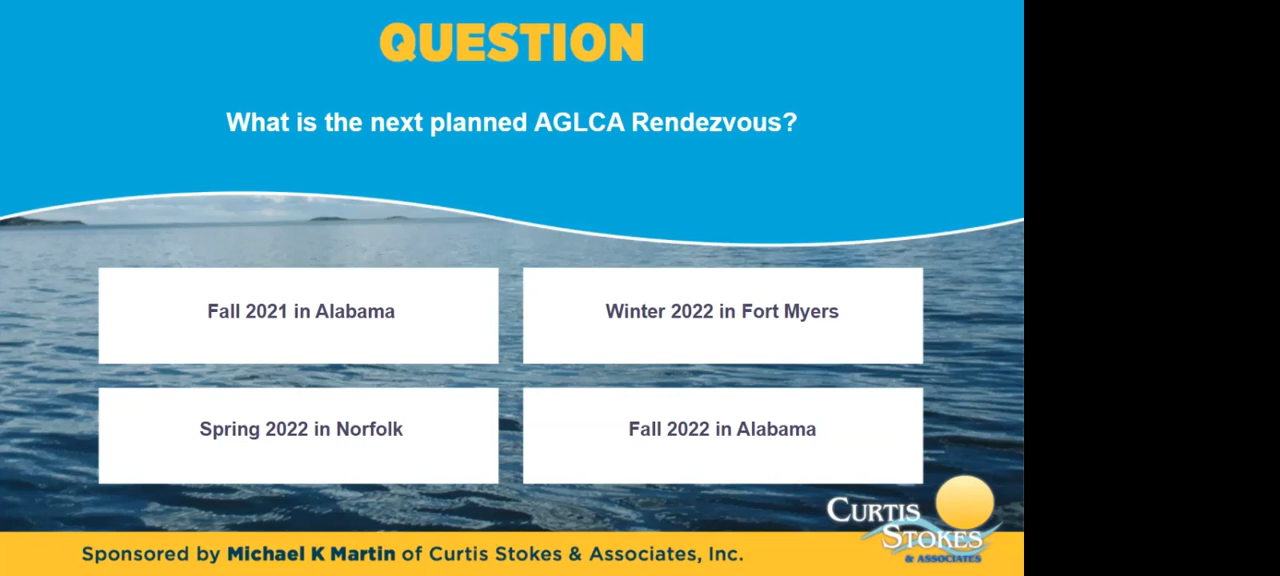 QUESTION
What is the next planned AGLCA Rendezvous?
Fall 2021 in Alabama
Winter 2022 in Fort Myers
Spring 2022 in Norfolk
Fall 2022 in Alabama
CURTIS
STOKES
& ASSOCIATES
Sponsored by Michael K Martin of Curtis Stokes & Associates, Inc.